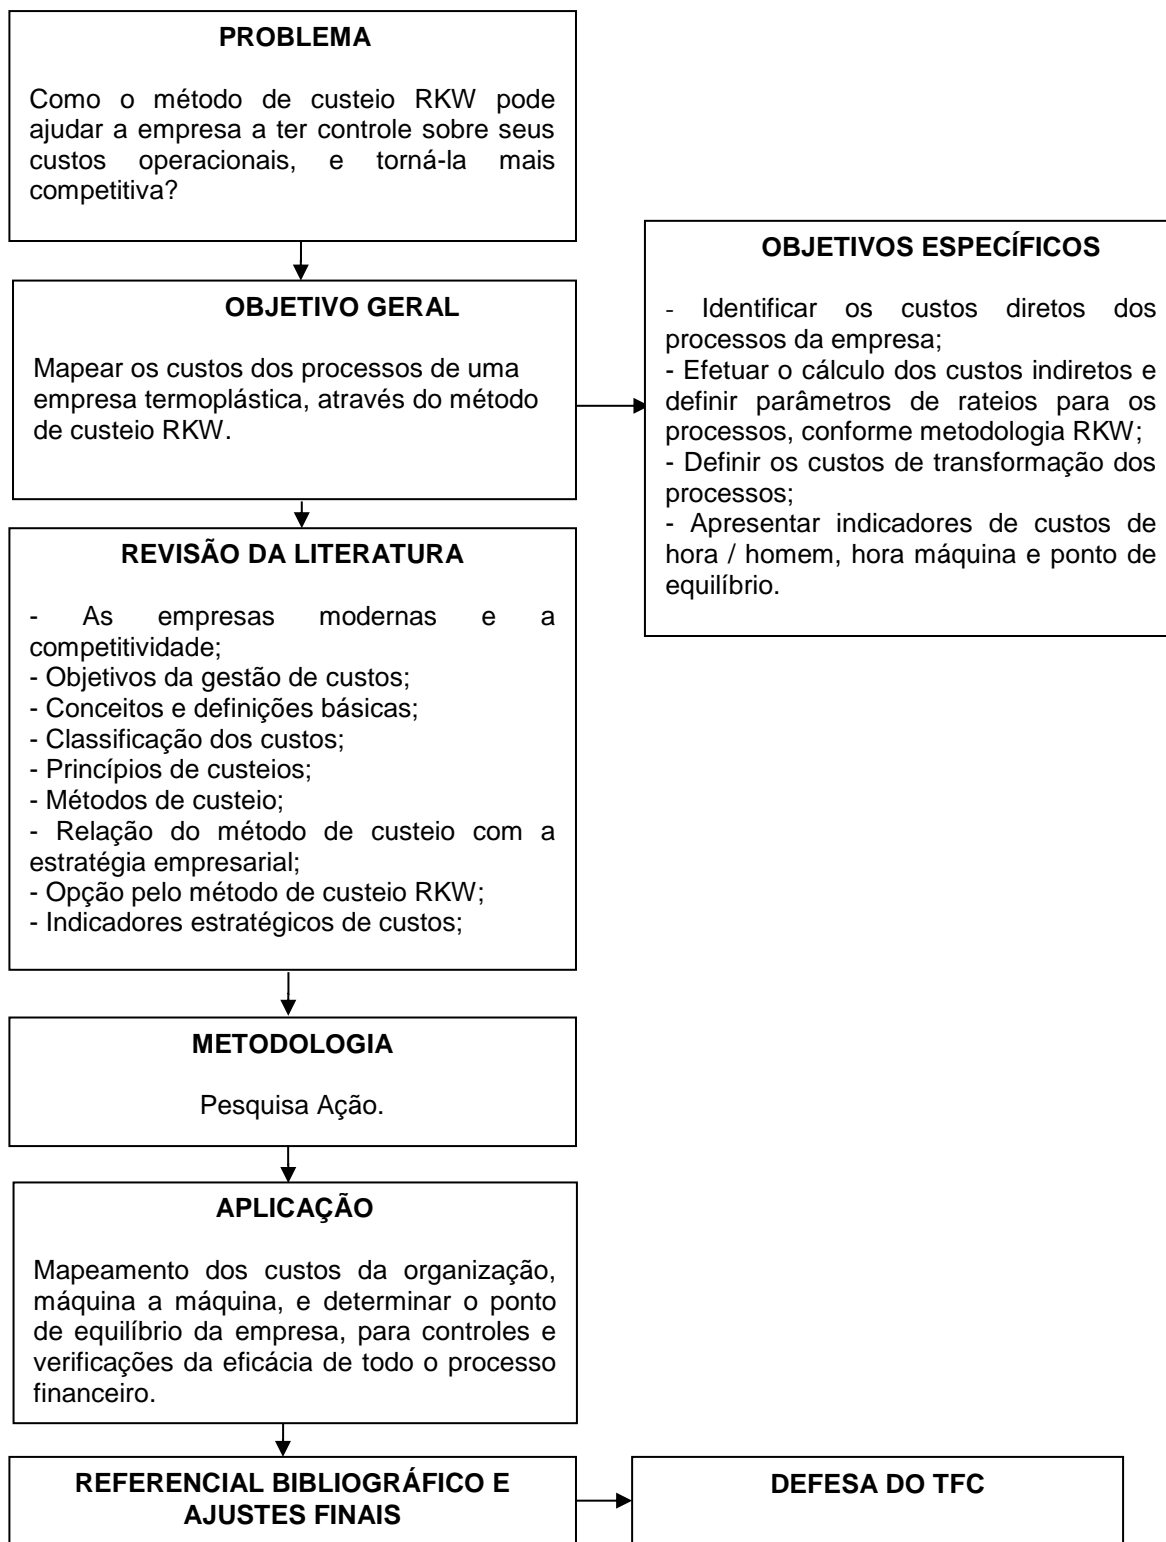 PROBLEMA
Como o método de custeio RKW pode
ajudar a empresa a ter controle sobre seus
custos operacionais, e torná-la mais
competitiva?
OBJETIVO GERAL
Mapear os custos dos processos de uma
empresa termoplástica, através do método
de custeio RKW.
OBJETIVOS ESPECÍFICOS
- Identificar os custos diretos dos
processos da empresa;
- Efetuar o cálculo dos custos indiretos e
definir parâmetros de rateios para os
processos, conforme metodologia RKW;
- Definir os custos de transformação dos
processos;
- Apresentar indicadores de custos de
hora / homem, hora máquina e ponto de
equilíbrio.
REVISÃO DA LITERATURA
- As empresas modernas e a
competitividade;
- Objetivos da gestão de custos;
- Conceitos e definições básicas;
- Classificação dos custos;
- Princípios de custeios;
- Métodos de custeio;
- Relação do método de custeio com a
estratégia empresarial;
- Opção pelo método de custeio RKW;
- Indicadores estratégicos de custos;
METODOLOGIA
Pesquisa Ação.
APLICAÇÃO
Mapeamento dos custos da organização,
máquina a máquina, e determinar o ponto
de equilíbrio da empresa, para controles e
verificações da eficácia de todo o processo
financeiro.
REFERENCIAL BIBLIOGRÁFICO E
AJUSTES FINAIS
DEFESA DO TFC